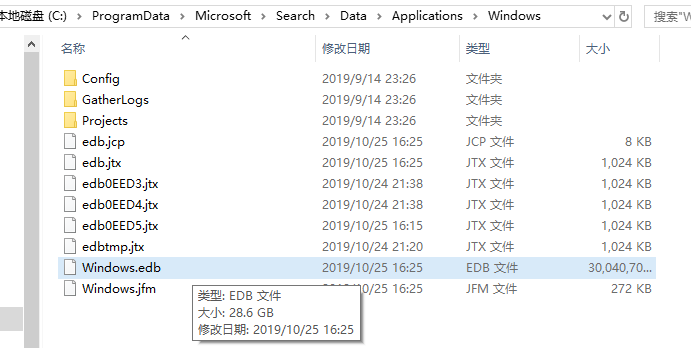 本地磁盘 (C:) > ProgramData > Microsoft > Search > Data > Applications > Windows 搜索"W
名称 修改日期 类型 大小
Config 2019/9/14 23:26 文件夹
GatherLogs 2019/9/14 23:26 文件夹
Projects 2019/9/14 23:26 文件夹
edb.jcp 2019/10/25 16:25 JCP 文件 8 KB
edb.jtx 2019/10/25 16:25 JTX 文件 1,024 KB
edb0EED3.jtx 2019/10/24 21:38 JTX 文件 1,024 KB
edb0EED4.jtx 2019/10/24 21:38 JTX 文件 1,024 KB
edb0EED5.jtx 2019/10/25 16:15 JTX 文件 1,024 KB
edbtmp.jtx 2019/10/24 21:20 JTX 文件 1,024 KB
Windows.edb 2019/10/25 16:25 EDB 文件 30,040,70...
Windows.jfm 2019/10/25 16:25 JFM 文件 272 KB
类型: EDB 文件
大小: 28.6 GB
修改日期: 2019/10/25 16:25